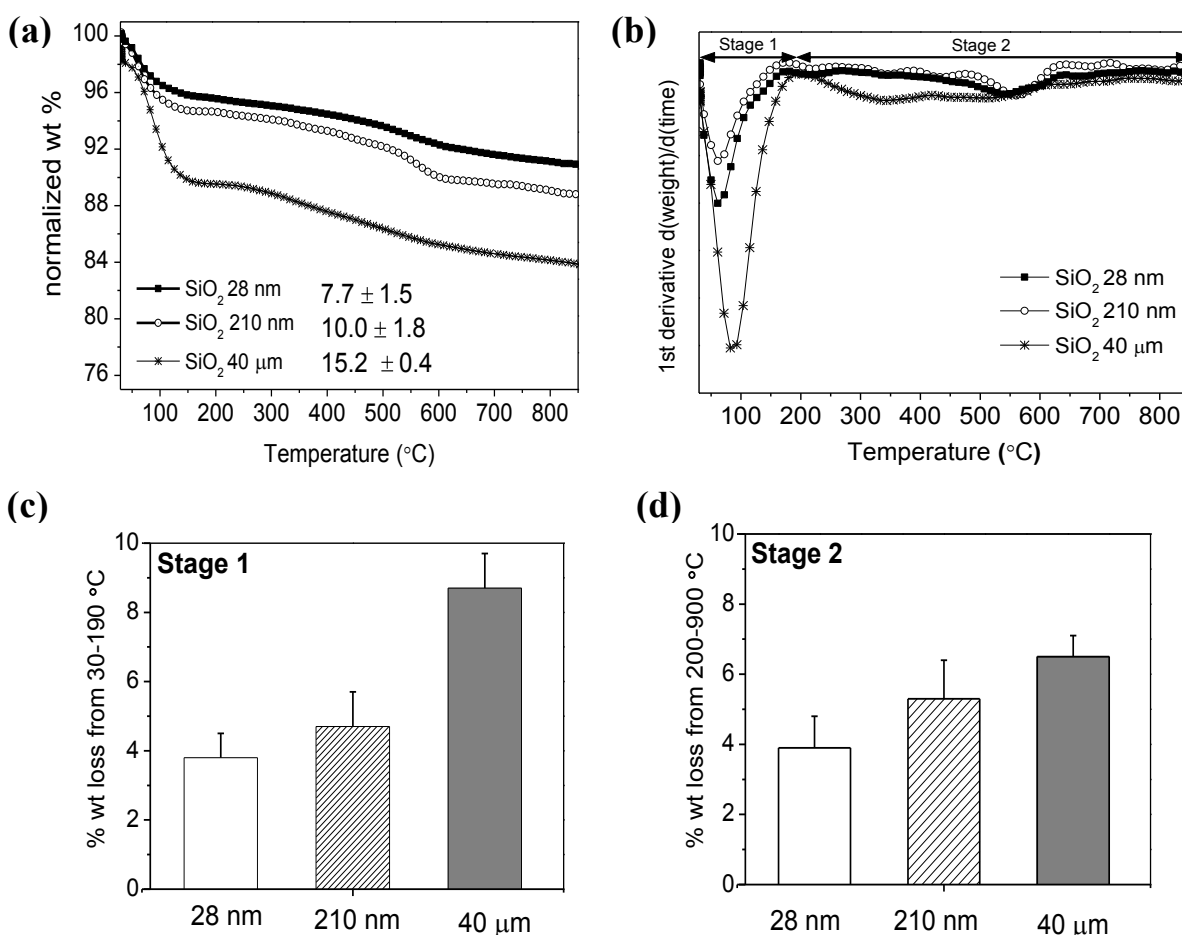 (a)
normalized wt %
100
96
92
88
84
80
76
SiO₂ 28 nm 7.7 ± 1.5
SiO₂ 210 nm 10.0 ± 1.8
SiO₂ 40 μm 15.2 ± 0.4
100 200 300 400 500 600 700 800
Temperature (°C)
(b)
1st derivative d(weight)/d(time)
Stage 1 Stage 2
SiO₂ 28 nm
SiO₂ 210 nm
SiO₂ 40 μm
100 200 300 400 500 600 700 800
Temperature (°C)
(c)
% wt loss from 30-190 °C
Stage 1
10
8
6
4
2
0
28 nm 210 nm 40 μm
(d)
% wt loss from 200-900 °C
Stage 2
10
8
6
4
2
0
28 nm 210 nm 40 μm